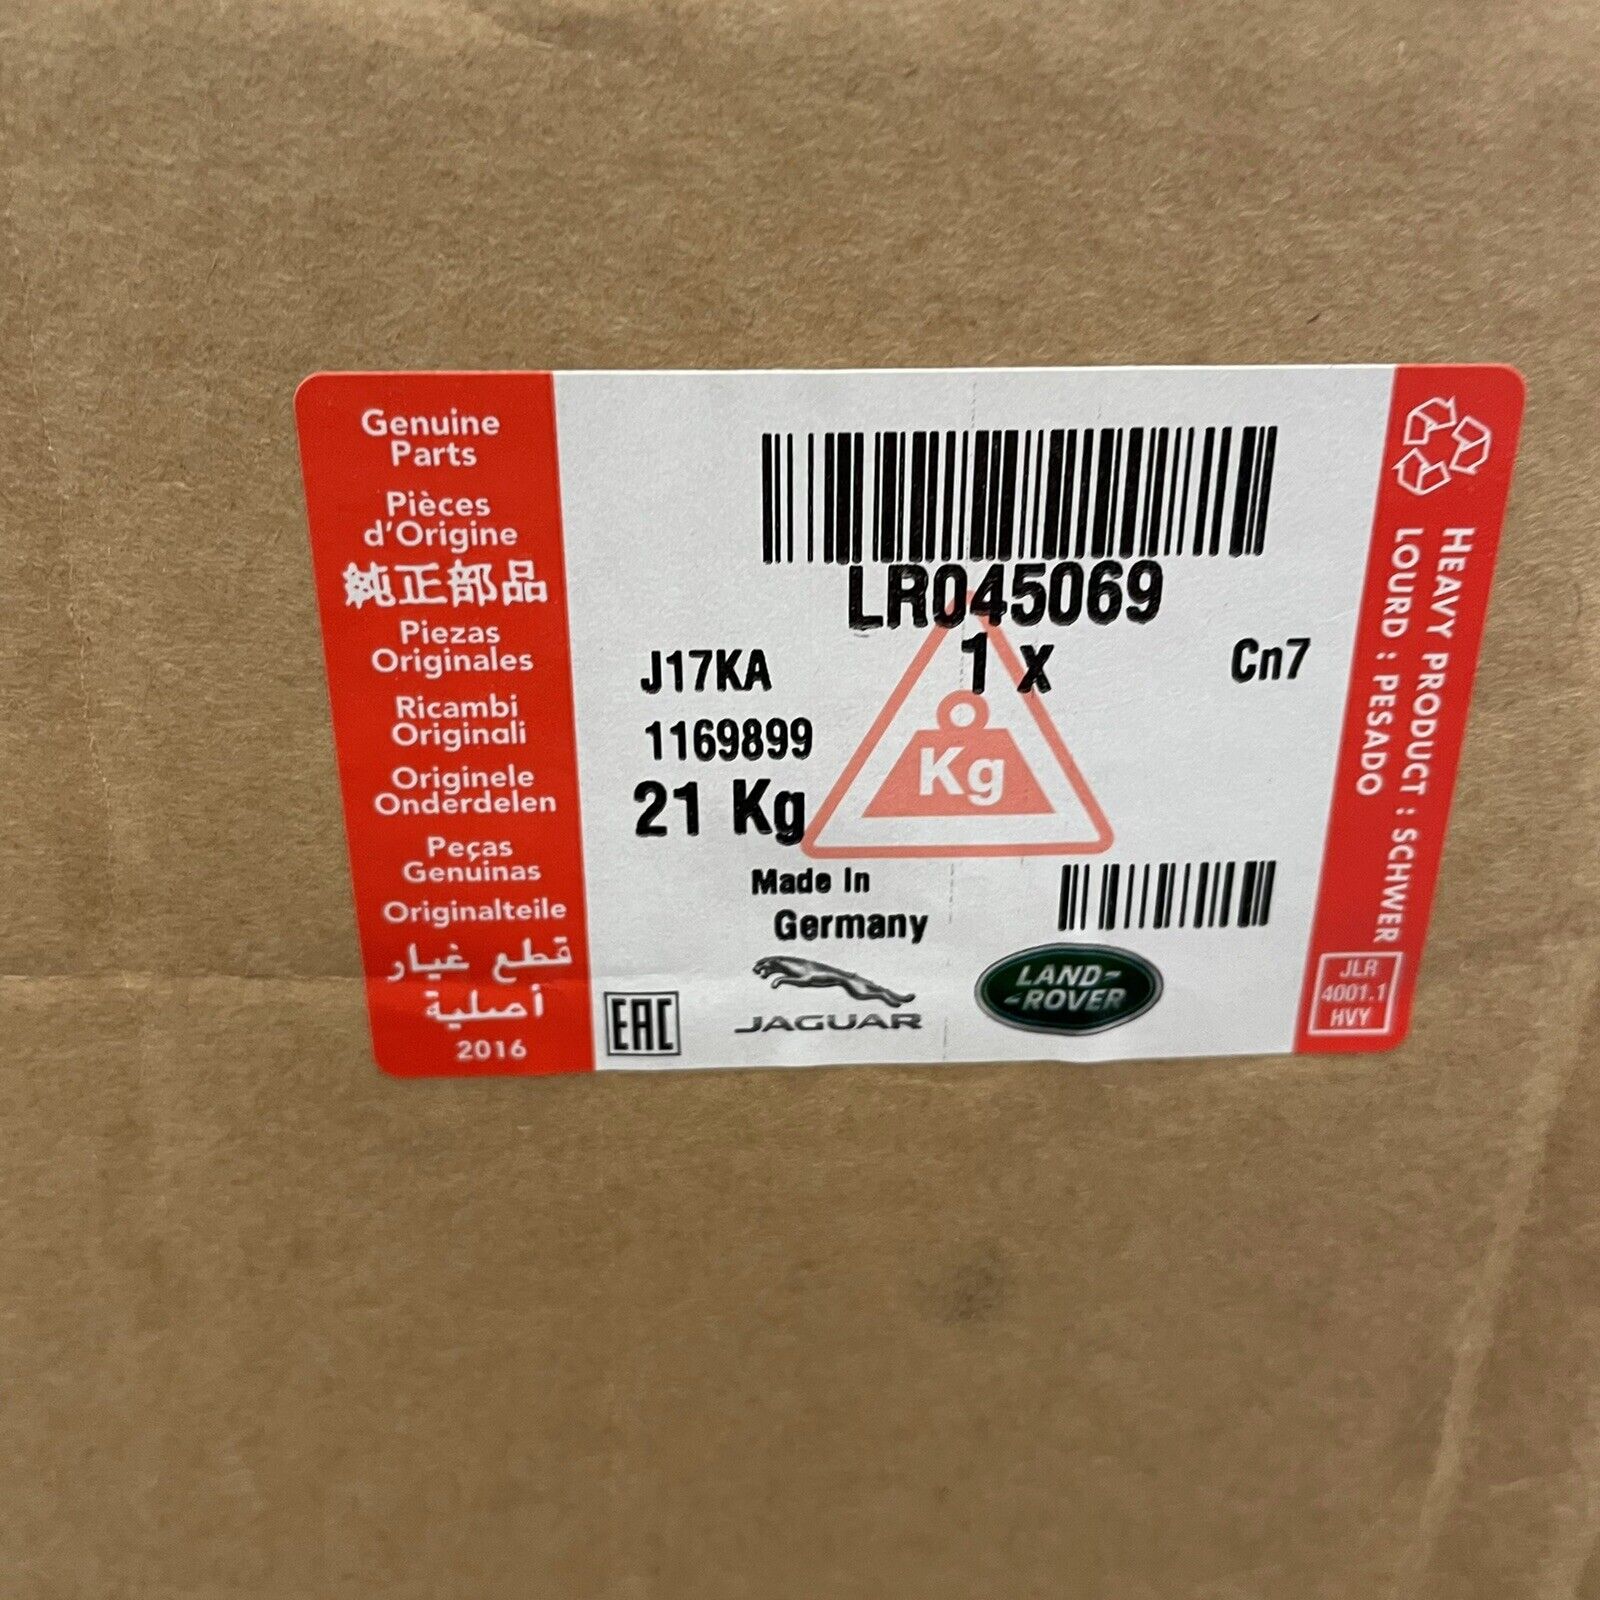 Genuine
Parts
Pièces
d'Origine
純正部品
Piezas
Originales
Ricambi
Originali
Originele
Onderdelen
Peças
Genuinas
Originalteile
قطع غيار
أصلية
2016
LR045069
1 x
J17KA
Cn7
1169899
21 Kg
Kg
Made In
Germany
EAC
JAGUAR
LAND-
-ROVER
HEAVY PRODUCT : SCHWER
LOURD : PESADO
JLR
4001.1
HVY